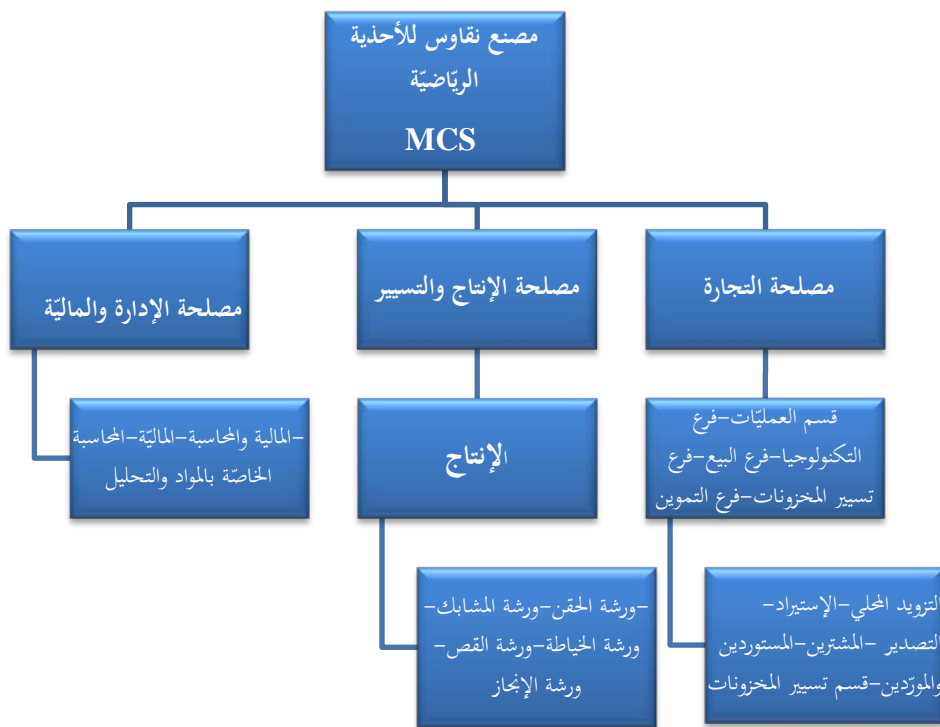 مصنع نقاوس للأحذية
الريّاضيّة
MCS
مصلحة التجارة
مصلحة الإنتاج والتسيير
مصلحة الإدارة والماليّة
قسم العمليّات-فرع
التكنولوجيا-فرع البيع-فرع
تسيير المخزونات-فرع التموين
الإنتاج
-المالية والمحاسبة-الماليّة-المحاسبة
الخاصّة بالمواد والتحليل
التزويد المحلي-الإستيراد-
التصدير -المشترين-المستوردين
والمورّدين-قسم تسيير المخزونات
-ورشة الحقن-ورشة المشابك-
ورشة الخياطة-ورشة القص-
ورشة الإنجاز